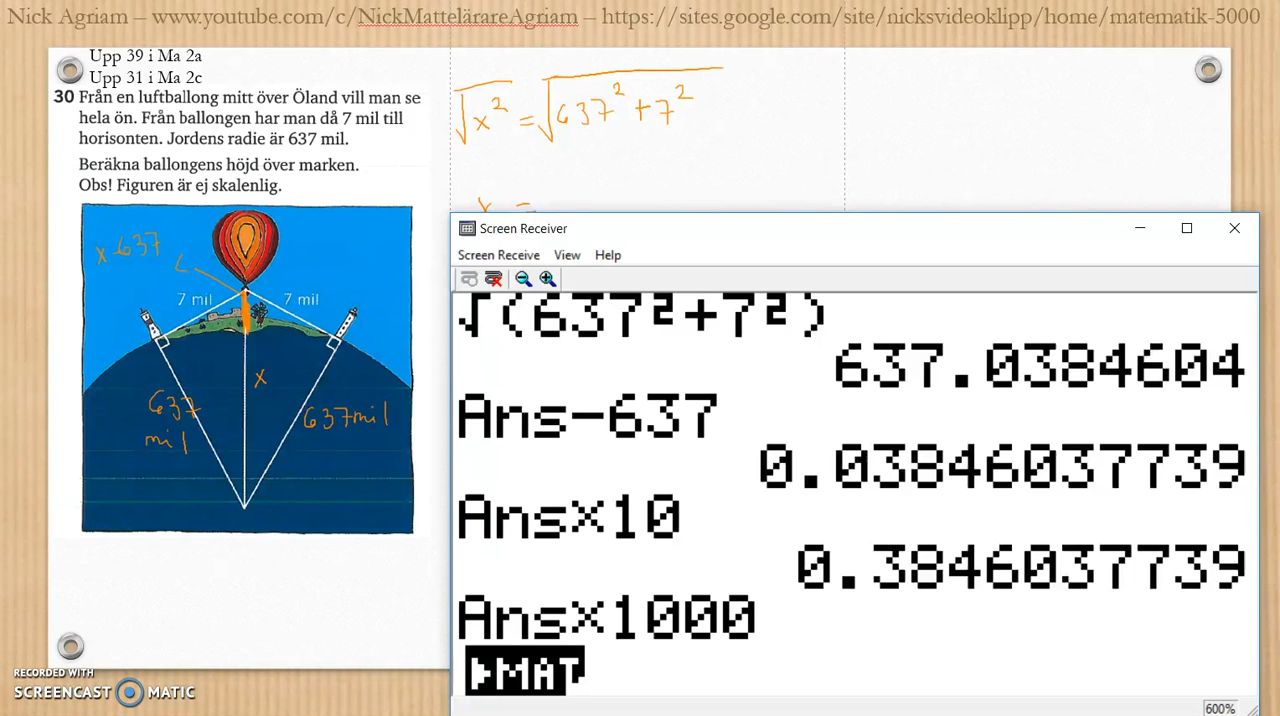 Nick Agriam – www.youtube.com/c/NickMattelärareAgriam – https://sites.google.com/site/nicksvideoklipp/home/matematik-5000
Upp 39 i Ma 2a
Upp 31 i Ma 2c
30 Från en luftballong mitt över Öland vill man se
hela ön. Från ballongen har man då 7 mil till
horisonten. Jordens radie är 637 mil.
Beräkna ballongens höjd över marken.
Obs! Figuren är ej skalenlig.
x 637
7 mil 7 mil
x
637
mil
637mil
√x² = √637² + 7²
x =
Screen Receiver
Screen Receive View Help
√(637²+7²)
637.0384604
Ans-637
0.03846037739
Ans×10
0.3846037739
Ans×1000
▶MAT
600%
RECORDED WITH
SCREENCAST MATIC